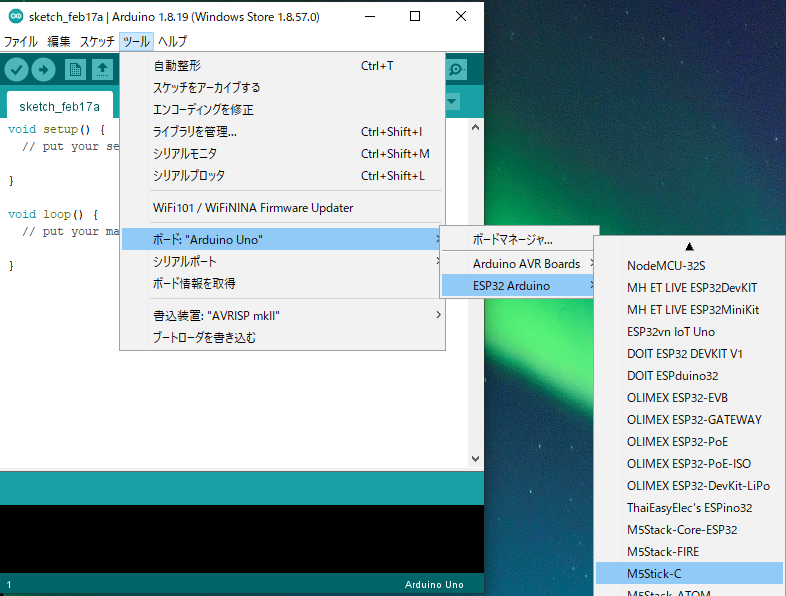 sketch_feb17a | Arduino 1.8.19 (Windows Store 1.8.57.0)
ファイル 編集 スケッチ ツール ヘルプ
sketch_feb17a
void setup() {
// put your se
}
void loop() {
// put your ma
}
自動整形 Ctrl+T
スケッチをアーカイブする
エンコーディングを修正
ライブラリを管理... Ctrl+Shift+I
シリアルモニタ Ctrl+Shift+M
シリアルプロッタ Ctrl+Shift+L
WiFi101 / WiFiNINA Firmware Updater
ボード: "Arduino Uno"
シリアルポート
ボード情報を取得
書込装置: "AVRISP mkII"
ブートローダを書き込む
ボードマネージャ...
Arduino AVR Boards
ESP32 Arduino
NodeMCU-32S
MH ET LIVE ESP32DevKIT
MH ET LIVE ESP32MiniKit
ESP32vn IoT Uno
DOIT ESP32 DEVKIT V1
DOIT ESPduino32
OLIMEX ESP32-EVB
OLIMEX ESP32-GATEWAY
OLIMEX ESP32-PoE
OLIMEX ESP32-PoE-ISO
OLIMEX ESP32-DevKit-LiPo
ThaiEasyElec's ESPino32
M5Stack-Core-ESP32
M5Stack-FIRE
M5Stick-C
M5Stack-ATOM
1 Arduino Uno